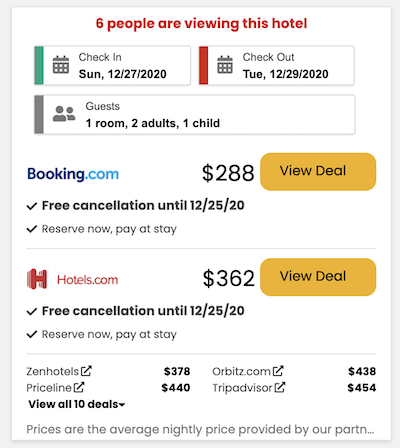 6 people are viewing this hotel
Check In
Sun, 12/27/2020
Check Out
Tue, 12/29/2020
Guests
1 room, 2 adults, 1 child
Booking.com $288 View Deal
Free cancellation until 12/25/20
Reserve now, pay at stay
Hotels.com $362 View Deal
Free cancellation until 12/25/20
Reserve now, pay at stay
Zenhotels $378 Orbitz.com $438
Priceline $440 Tripadvisor $454
View all 10 deals
Prices are the average nightly price provided by our partn...